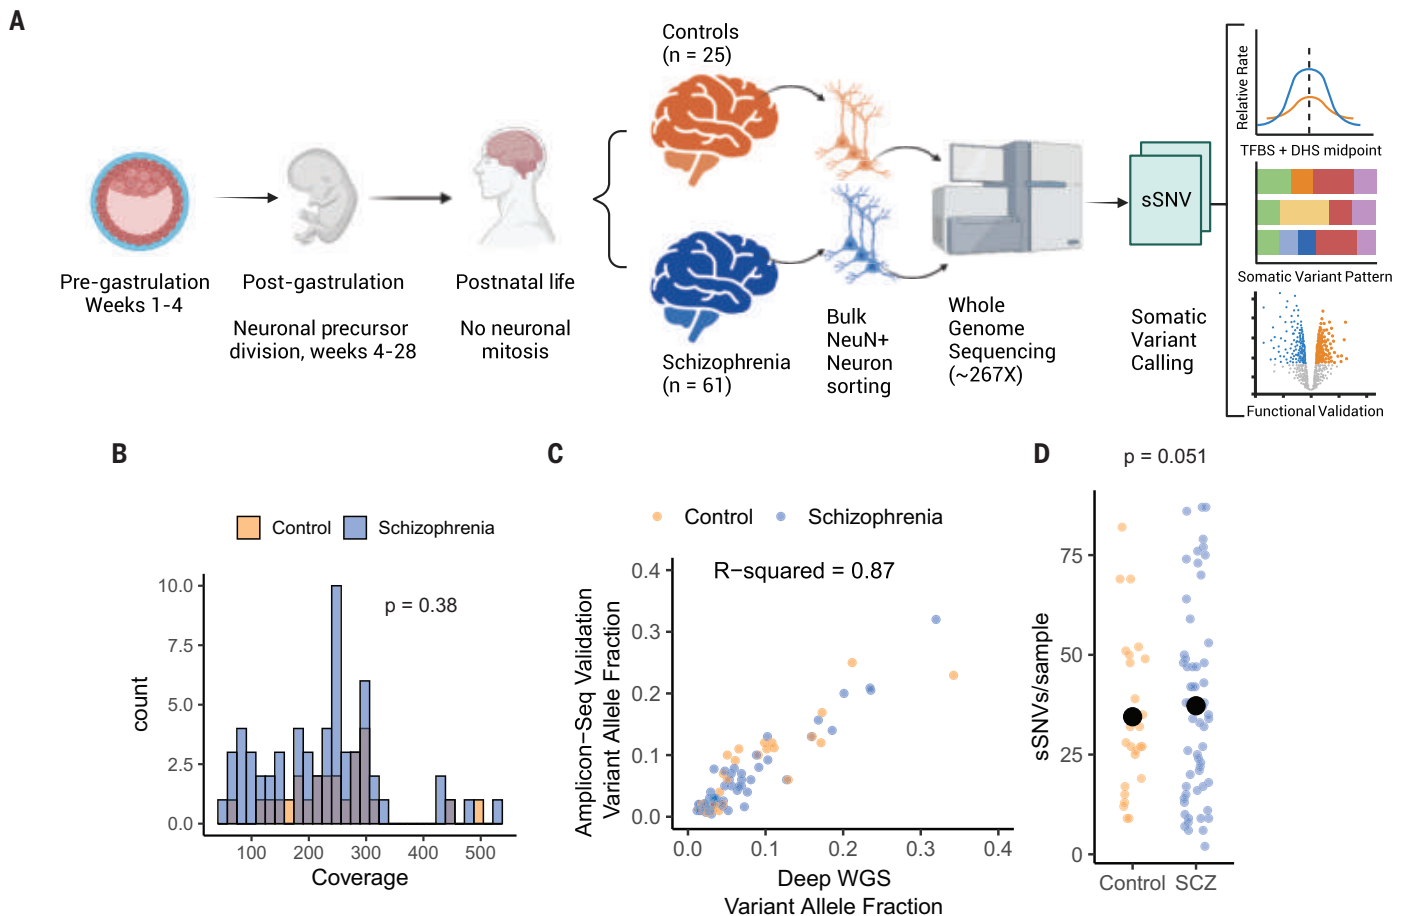 A
Controls
(n = 25)
Pre-gastrulation
Weeks 1-4
Post-gastrulation
Neuronal precursor
division, weeks 4-28
Postnatal life
No neuronal
mitosis
Schizophrenia
(n = 61)
Bulk
NeuN+
Neuron
sorting
Whole
Genome
Sequencing
(~267X)
sSNV
Somatic
Variant
Calling
Relative Rate
TFBS + DHS midpoint
Somatic Variant Pattern
Functional Validation
B
Control
Schizophrenia
p = 0.38
count
10.0
7.5
5.0
2.5
0.0
100
200
300
400
500
Coverage
C
Control
Schizophrenia
R−squared = 0.87
Amplicon−Seq Validation
Variant Allele Fraction
0.4
0.3
0.2
0.1
0.0
0.0
0.1
0.2
0.3
0.4
Deep WGS
Variant Allele Fraction
D
p = 0.051
sSNVs/sample
75
50
25
0
Control
SCZ